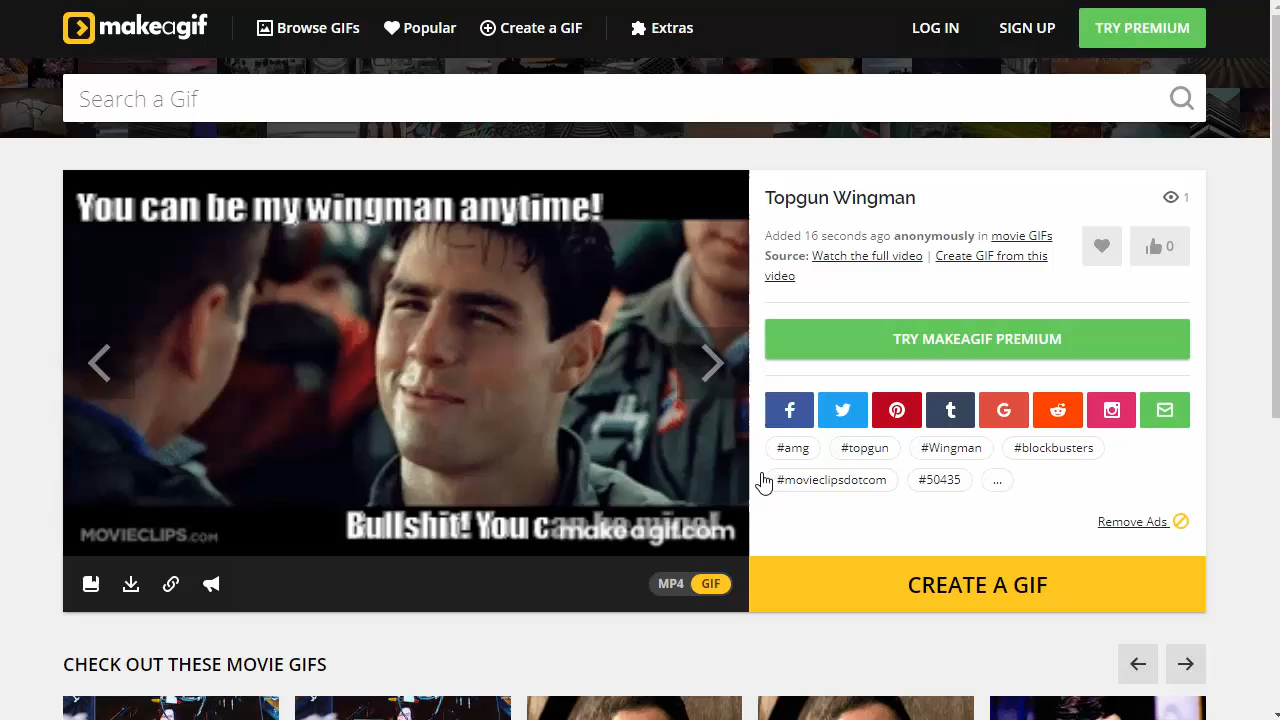 makeagif
Browse GIFs
Popular
Create a GIF
Extras
LOG IN
SIGN UP
TRY PREMIUM
Search a Gif
You can be my wingman anytime!
Bullshit! You can be mine!
MOVIECLIPS.COM
makeagif.com
MP4
GIF
Topgun Wingman
1
Added 16 seconds ago anonymously in movie GIFs
Source: Watch the full video | Create GIF from this
video
0
TRY MAKEAGIF PREMIUM
#amg
#topgun
#Wingman
#blockbusters
#movieclipsdotcom
#50435
...
Remove Ads
CREATE A GIF
CHECK OUT THESE MOVIE GIFS